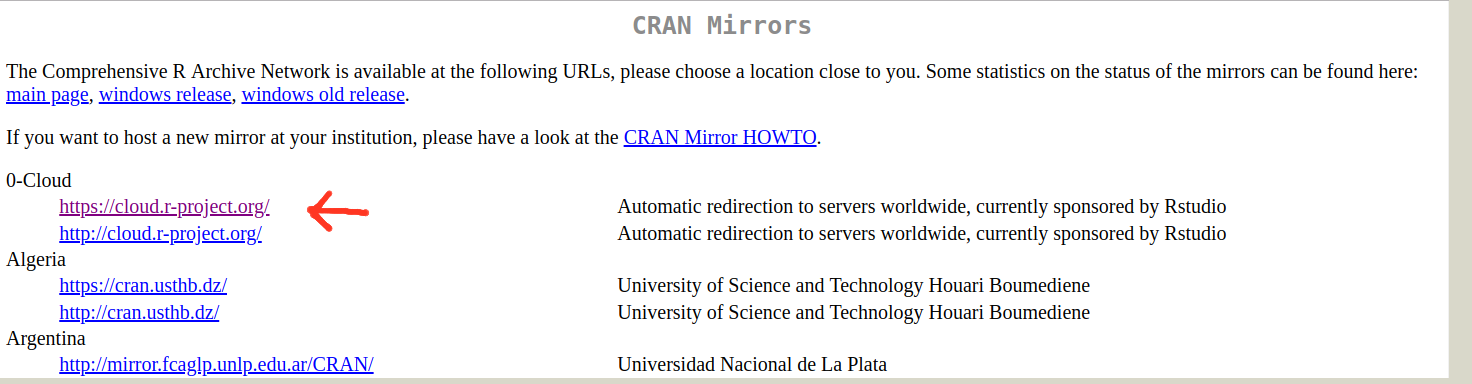 CRAN Mirrors
The Comprehensive R Archive Network is available at the following URLs, please choose a location close to you. Some statistics on the status of the mirrors can be found here:
main page, windows release, windows old release.
If you want to host a new mirror at your institution, please have a look at the CRAN Mirror HOWTO.
0-Cloud
https://cloud.r-project.org/ Automatic redirection to servers worldwide, currently sponsored by Rstudio
http://cloud.r-project.org/ Automatic redirection to servers worldwide, currently sponsored by Rstudio
Algeria
https://cran.usthb.dz/ University of Science and Technology Houari Boumediene
http://cran.usthb.dz/ University of Science and Technology Houari Boumediene
Argentina
http://mirror.fcaglp.unlp.edu.ar/CRAN/ Universidad Nacional de La Plata